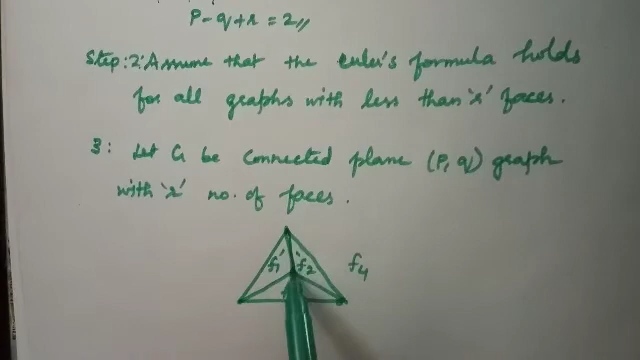 P-q+r = 2,,
Step:2: Assume that the euler's formula holds
for all graphs with less than 'r' faces.
3: Let G be connected plane (P, q) graph
with 'r' no. of faces.
f1 f2 f4